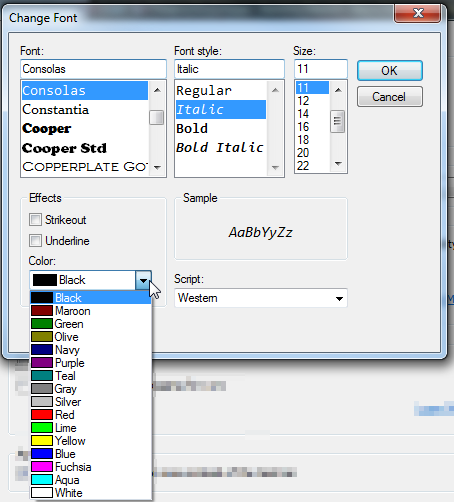 Change Font
Font: Font style: Size:
Consolas Italic 11 OK
Consolas Regular 11 Cancel
Constantia Italic 12
Cooper Bold 14
Cooper Std Bold Italic 16
COPPERPLATE GOT 18
20
22
Effects Sample
Strikeout
Underline AaBbYyZz
Color:
Black Script:
Western
Black
Maroon
Green
Olive
Navy
Purple
Teal
Gray
Silver
Red
Lime
Yellow
Blue
Fuchsia
Aqua
White